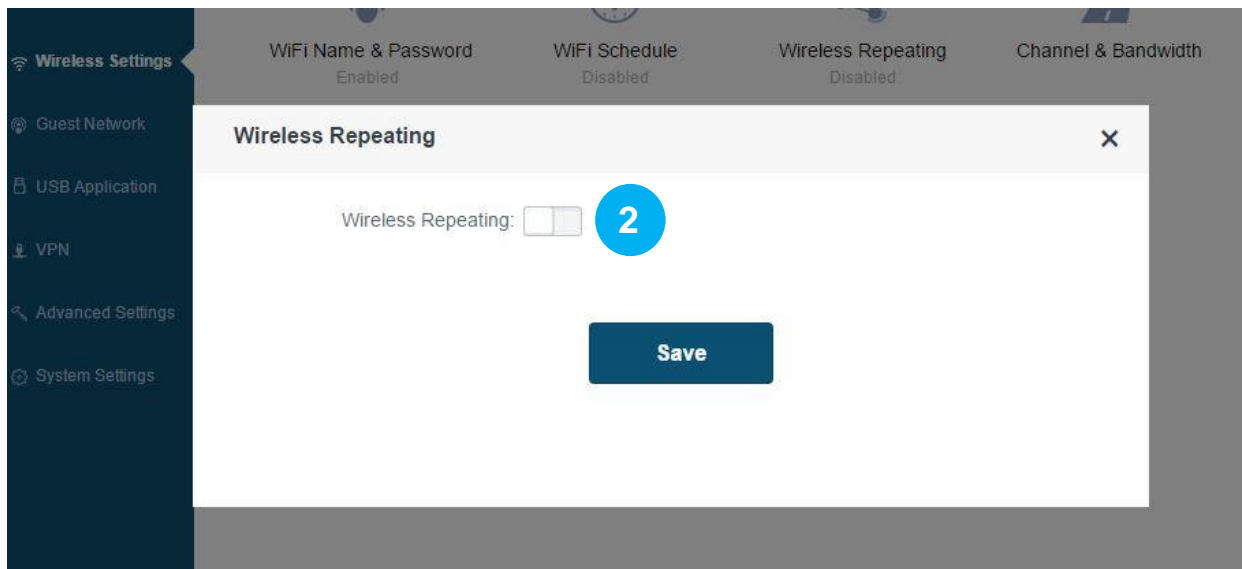 Wireless Settings
WiFi Name & Password
Enabled
WiFi Schedule
Disabled
Wireless Repeating
Disabled
Channel & Bandwidth
Guest Network
USB Application
VPN
Advanced Settings
System Settings
Wireless Repeating
×
Wireless Repeating:
2
Save